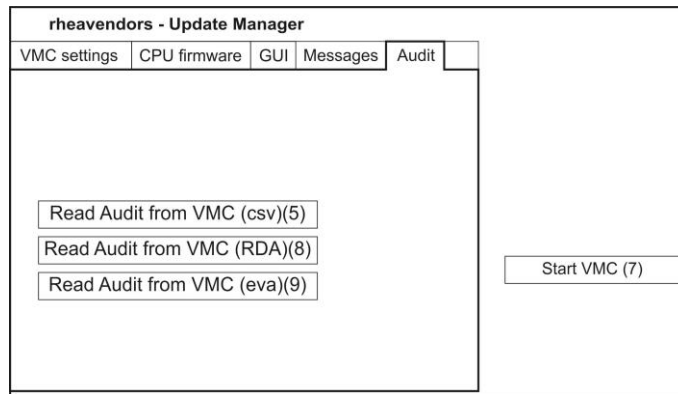 rheavendors - Update Manager
VMC settings CPU firmware GUI Messages Audit
Read Audit from VMC (csv)(5)
Read Audit from VMC (RDA)(8)
Start VMC (7)
Read Audit from VMC (eva)(9)